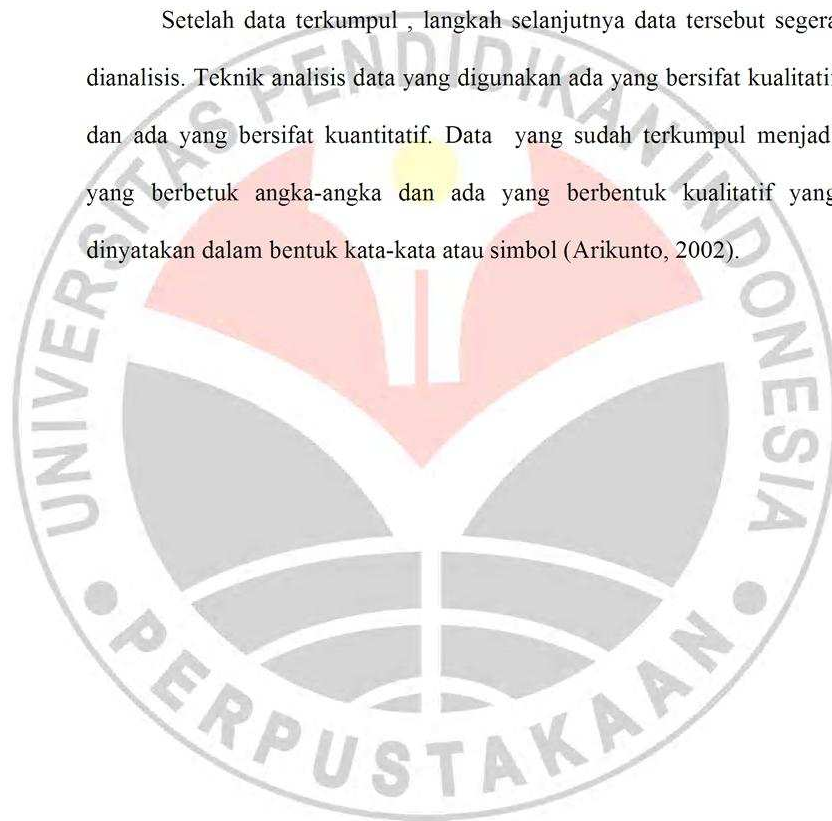 Setelah data terkumpul , langkah selanjutnya data tersebut segera
dianalisis. Teknik analisis data yang digunakan ada yang bersifat kualitatif
dan ada yang bersifat kuantitatif. Data yang sudah terkumpul menjadi
yang berbetuk angka-angka dan ada yang berbentuk kualitatif yang
dinyatakan dalam bentuk kata-kata atau simbol (Arikunto, 2002).
UNIVERSITAS PENDIDIKAN INDONESIA
PERPUSTAKAAN